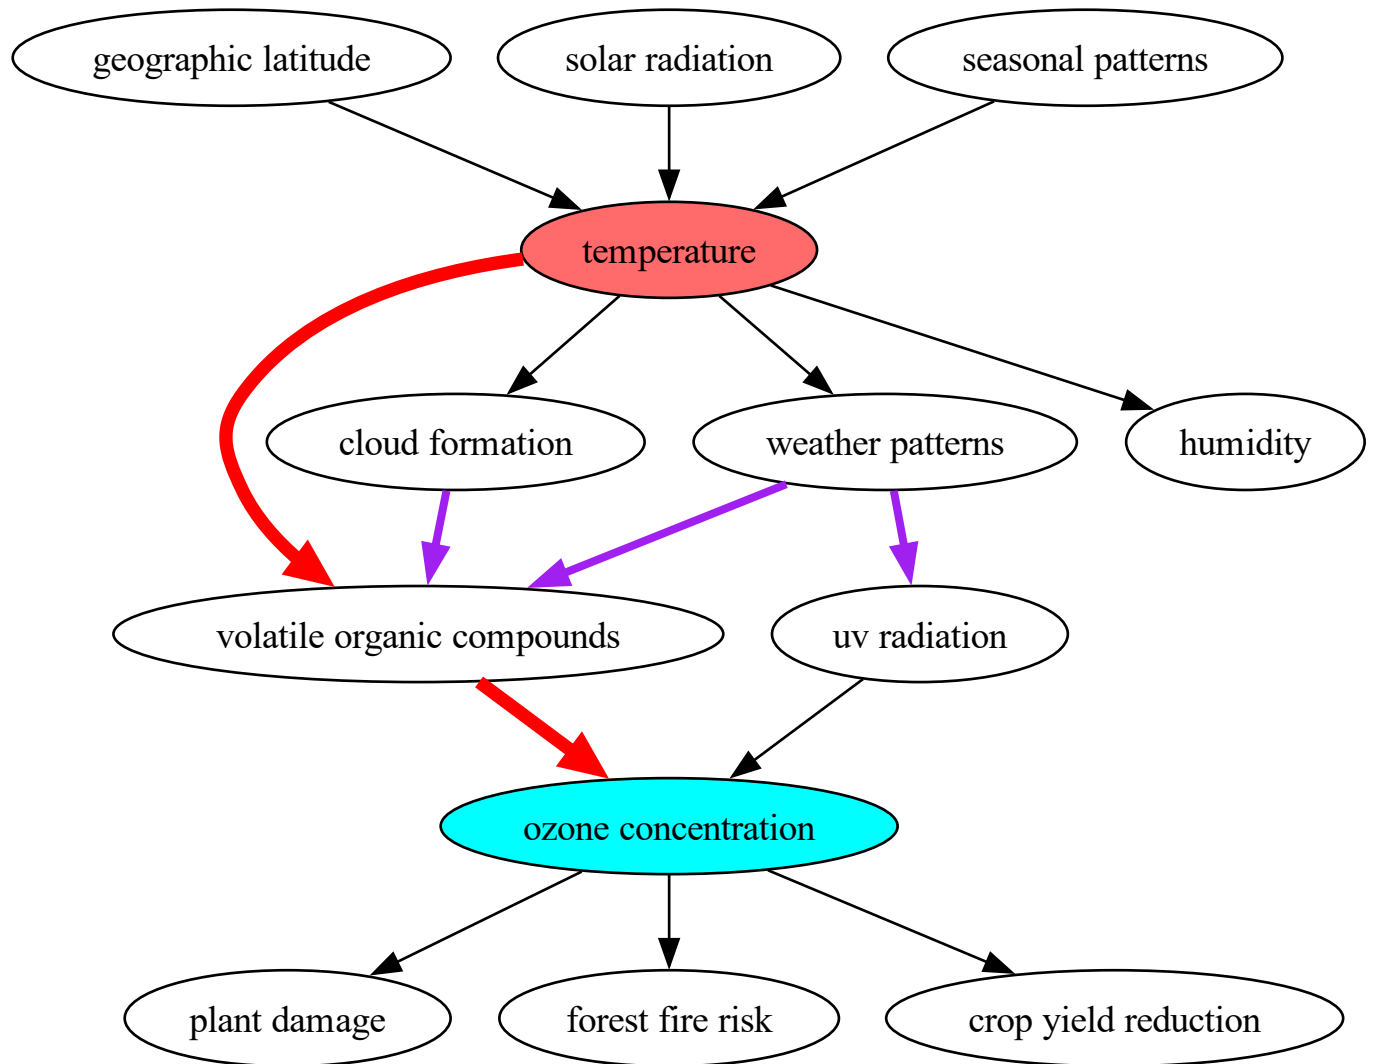 geographic latitude
solar radiation
seasonal patterns
temperature
cloud formation
weather patterns
humidity
volatile organic compounds
uv radiation
ozone concentration
plant damage
forest fire risk
crop yield reduction